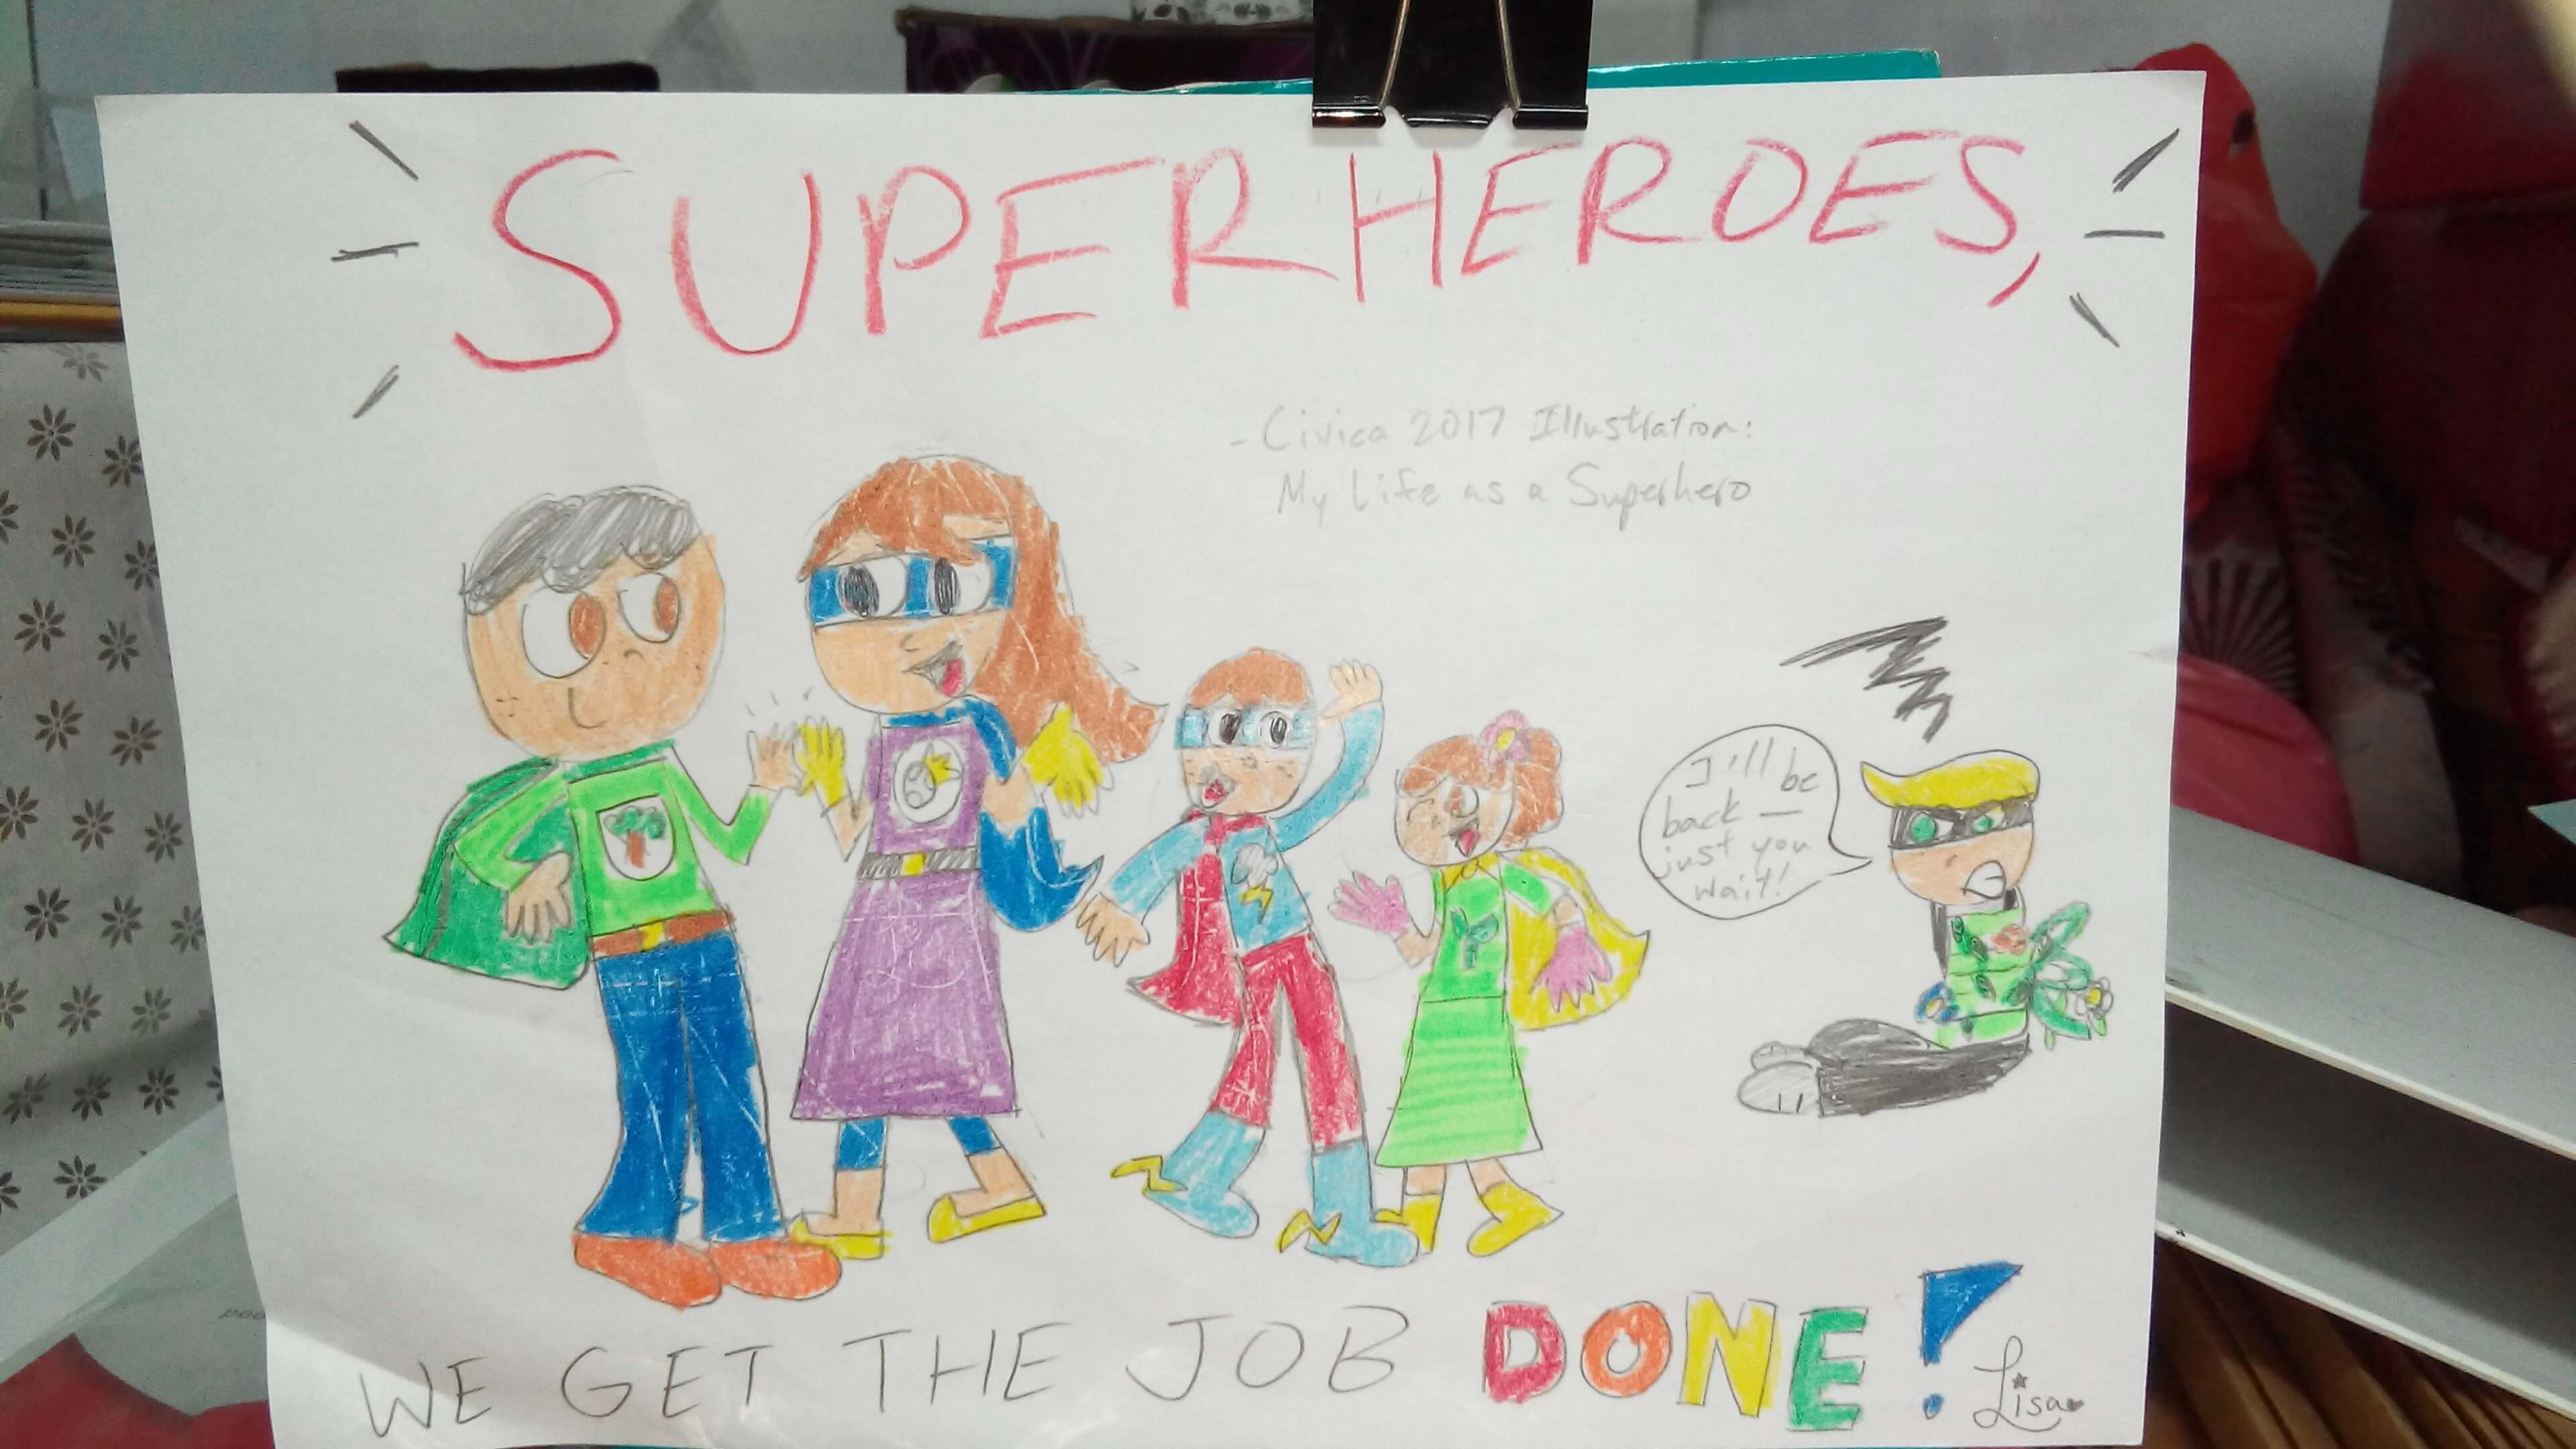 SUPERHEROES,
- Civica 2017 Illustration:
My Life as a Superhero
I'll be
back —
just you
wait!
WE GET THE JOB DONE!
Lisa